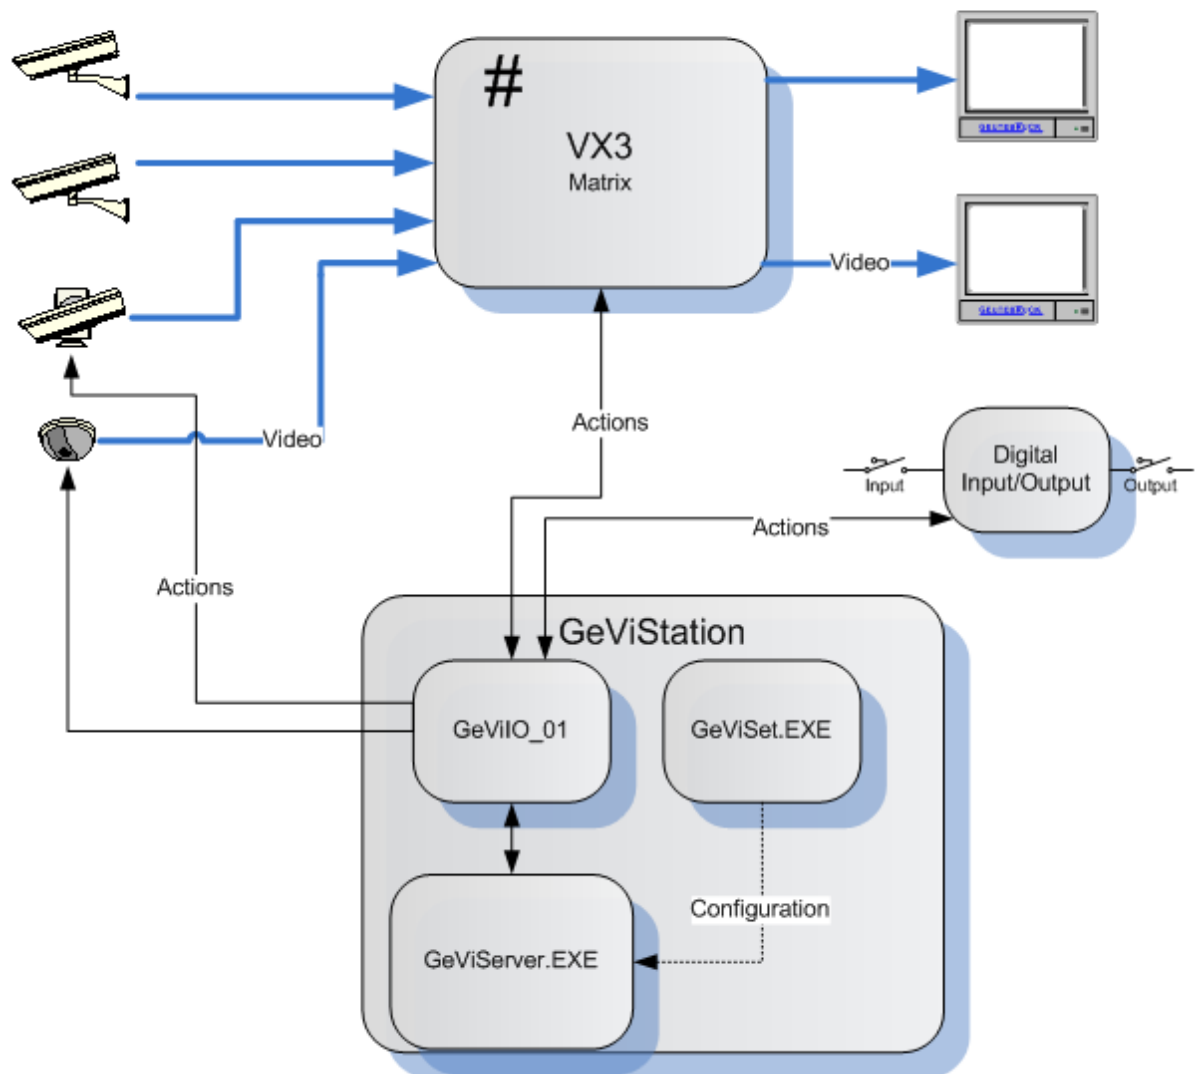 #
VX3
Matrix
Video
Video
Actions
Digital
Input/Output
Input
Output
Actions
Actions
GeViStation
GeViIO_01
GeViSet.EXE
Configuration
GeViServer.EXE